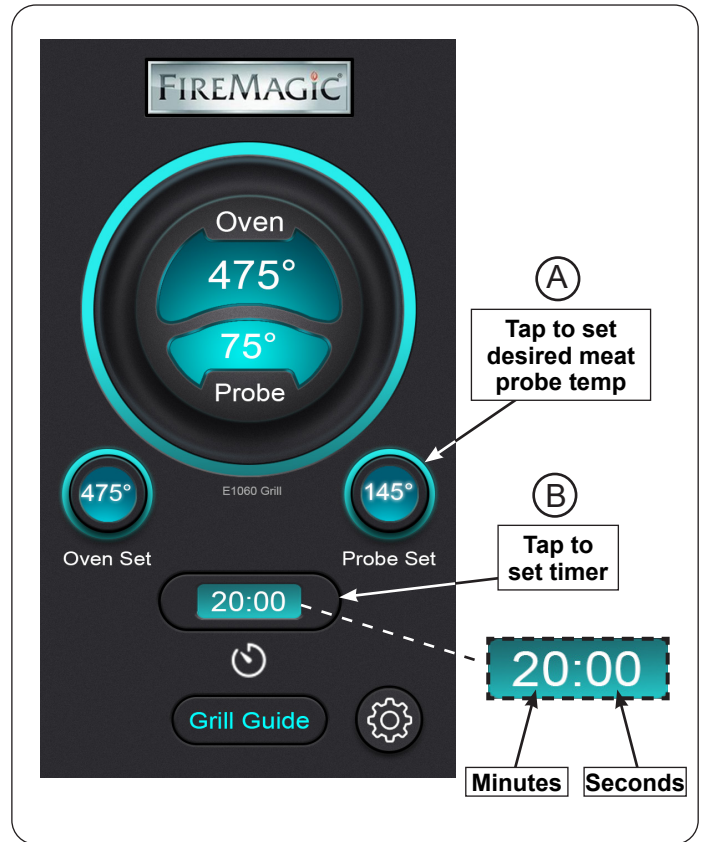 FIREMAGIC
Oven
475°
75°
Probe
A
Tap to set
desired meat
probe temp
475°
E1060 Grill
145°
Oven Set
Probe Set
B
Tap to
set timer
20:00
20:00
Grill Guide
Minutes
Seconds